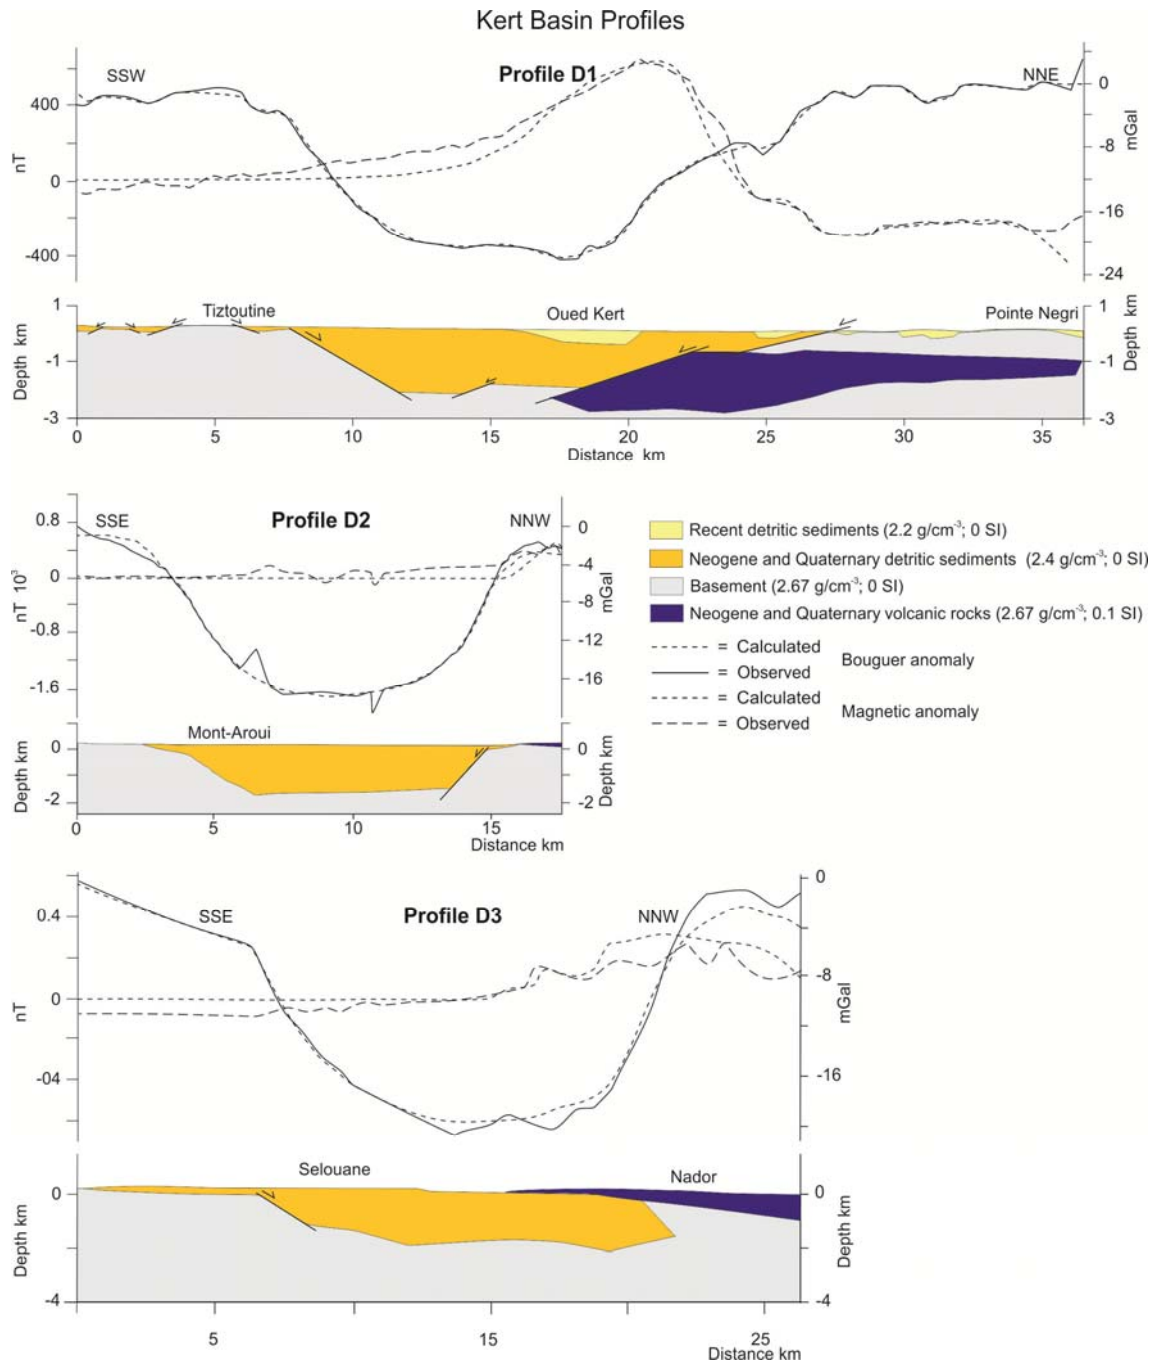 Kert Basin Profiles
SSW
Profile D1
NNE
400
0
-400
nT
0
-8
-16
-24
mGal
Tiztoutine
Oued Kert
Pointe Negri
1
-1
-3
Depth km
1
-1
-3
Depth km
0 5 10 15 20 25 30 35
Distance km
SSE
Profile D2
NNW
0.8
0
-0.8
-1.6
nT 10³
0
-4
-8
-12
-16
mGal
Mont-Aroui
0
-2
Depth km
0
-2
Depth km
0 5 10 15
Distance km
Recent detritic sediments (2.2 g/cm⁻³; 0 SI)
Neogene and Quaternary detritic sediments (2.4 g/cm⁻³; 0 SI)
Basement (2.67 g/cm⁻³; 0 SI)
Neogene and Quaternary volcanic rocks (2.67 g/cm⁻³; 0.1 SI)
= Calculated
= Observed
Bouguer anomaly
= Calculated
= Observed
Magnetic anomaly
SSE
Profile D3
NNW
0.4
0
-04
nT
0
-8
-16
mGal
Selouane
Nador
0
-4
Depth km
0
-4
Depth km
5 15 25
Distance km